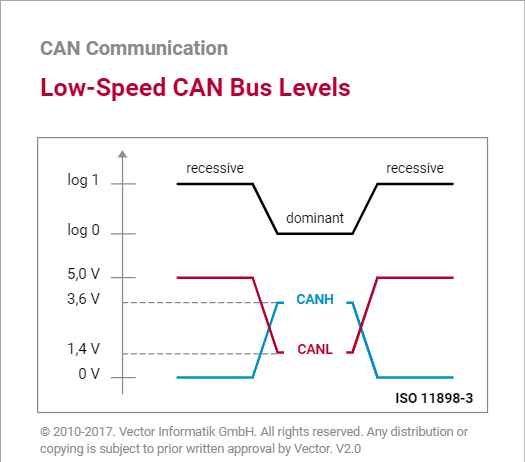 CAN Communication
Low-Speed CAN Bus Levels
recessive
recessive
log 1
dominant
log 0
5,0 V
3,6 V
CANH
1,4 V
CANL
0 V
ISO 11898-3
© 2010-2017. Vector Informatik GmbH. All rights reserved. Any distribution or
copying is subject to prior written approval by Vector. V2.0